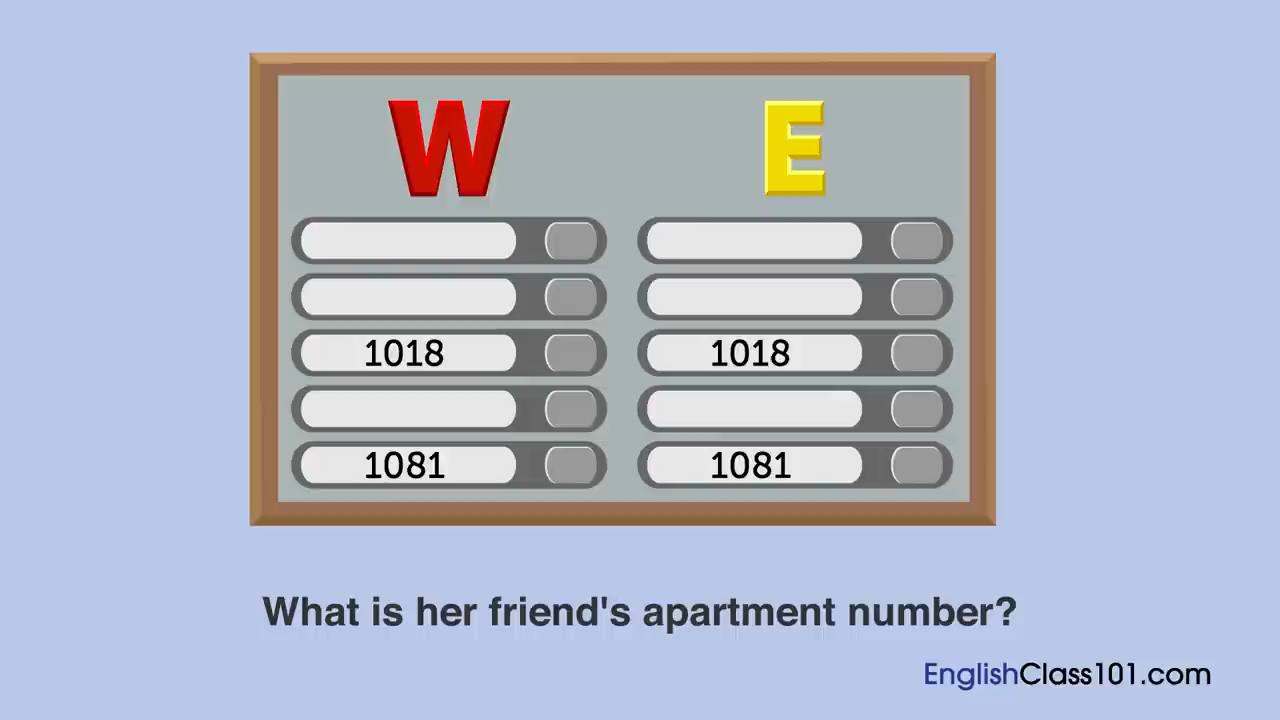 W E
1018 1018
1081 1081
What is her friend's apartment number?
EnglishClass101.com